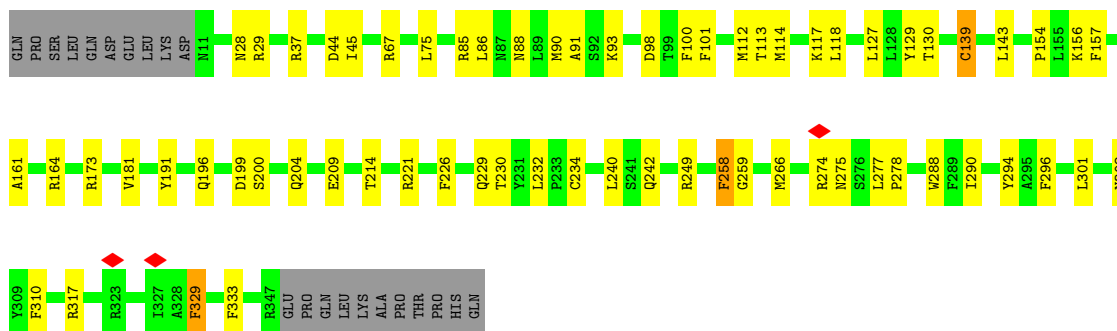 GLN PRO SER LEU GLN ASP GLU LEU LYS ASP N11 N28 R29 R37 D44 I45 R67 L75 R85 L86 N87 N88 L89 M90 A91 S92 K93 D98 T99 F100 F101 M112 T113 M114 K117 L118 L127 L128 Y129 T130 C139 L143 P154 L155 K156 F157
A161 R164 R173 V181 Y191 Q196 D199 S200 Q204 E209 T214 R221 F226 Q229 T230 Y231 L232 P233 C234 L240 S241 Q242 R249 F258 G259 M266 R274 N275 S276 L277 P278 W288 F289 I290 Y294 A295 F296 L301
Y309 F310 R317 R323 I327 A328 F329 F333 R347 GLU PRO GLN LEU LYS ALA PRO THR PRO HIS GLN